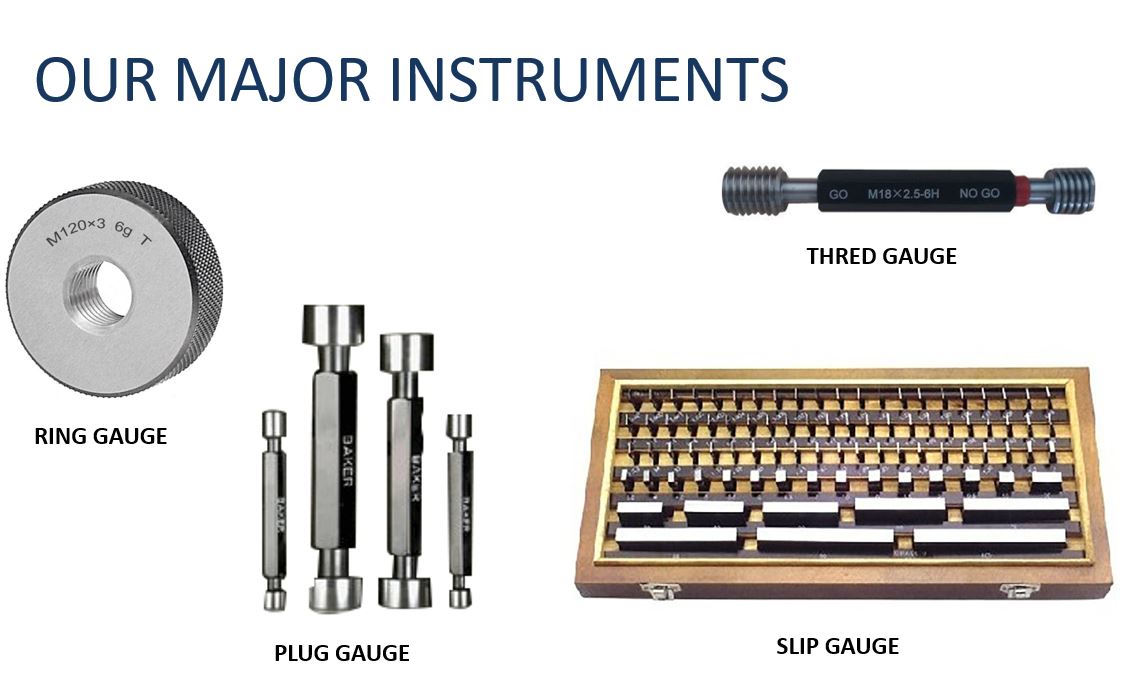 OUR MAJOR INSTRUMENTS
M120×3 6g T
GO M18×2.5-6H NO GO
THRED GAUGE
BAKER
BAKER
BAKER
BAKER
RING GAUGE
PLUG GAUGE
SLIP GAUGE